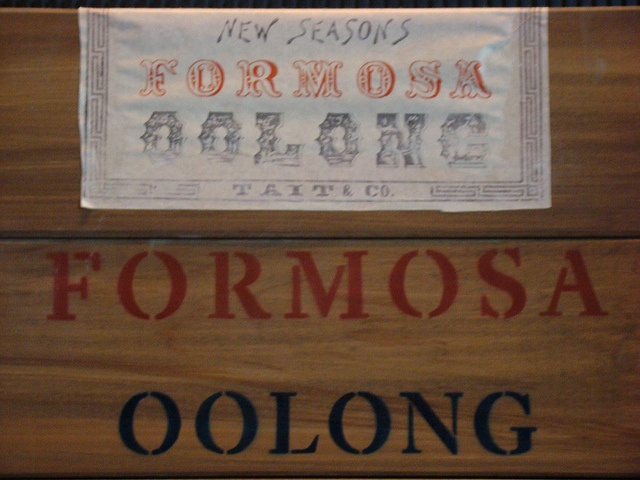 NEW SEASONS
FORMOSA
OOLONG
TAIT & CO.
FORMOSA
OOLONG